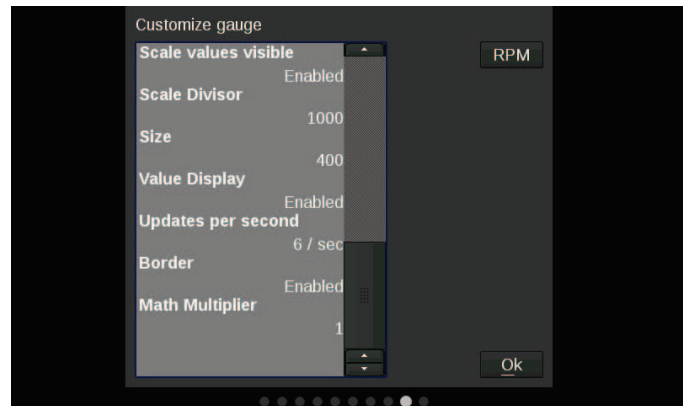 Customize gauge
Scale values visible
Enabled
Scale Divisor
1000
Size
400
Value Display
Enabled
Updates per second
6 / sec
Border
Enabled
Math Multiplier
1
RPM
Ok